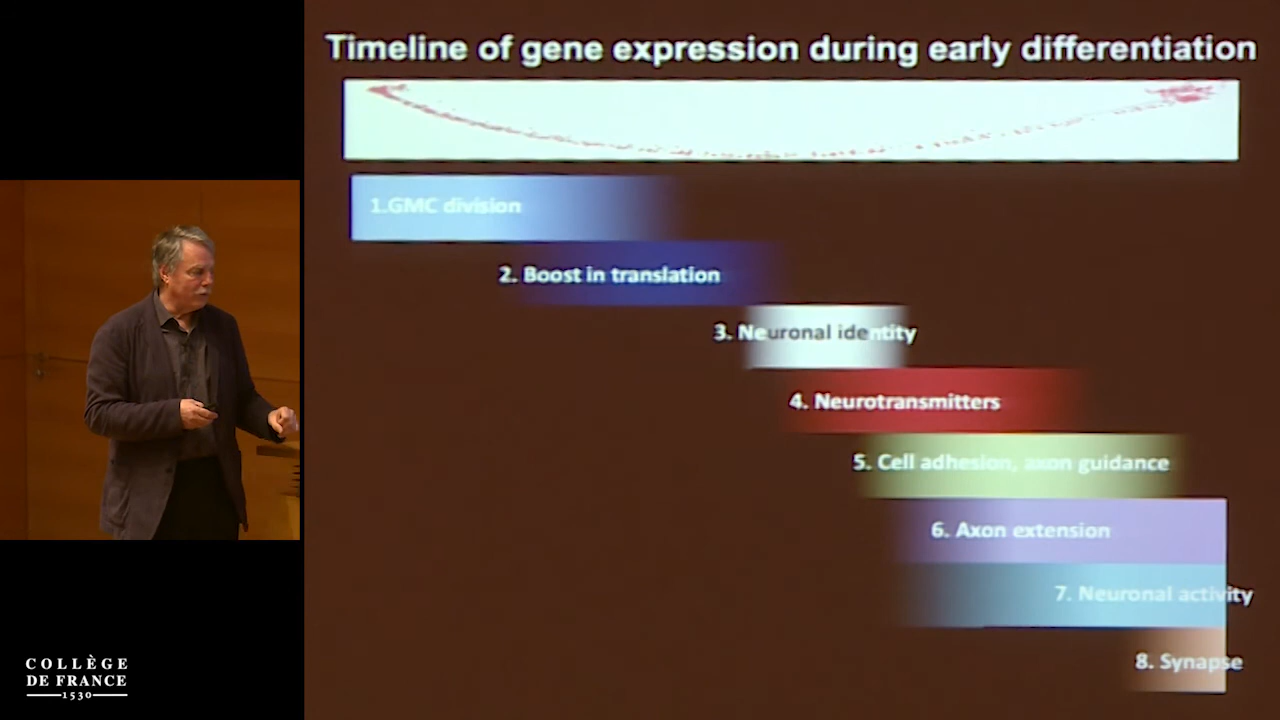 Timeline of gene expression during early differentiation
1.GMC division
2. Boost in translation
3. Neuronal identity
4. Neurotransmitters
5. Cell adhesion, axon guidance
6. Axon extension
7. Neuronal activity
8. Synapse
COLLÈGE
DE FRANCE
1530